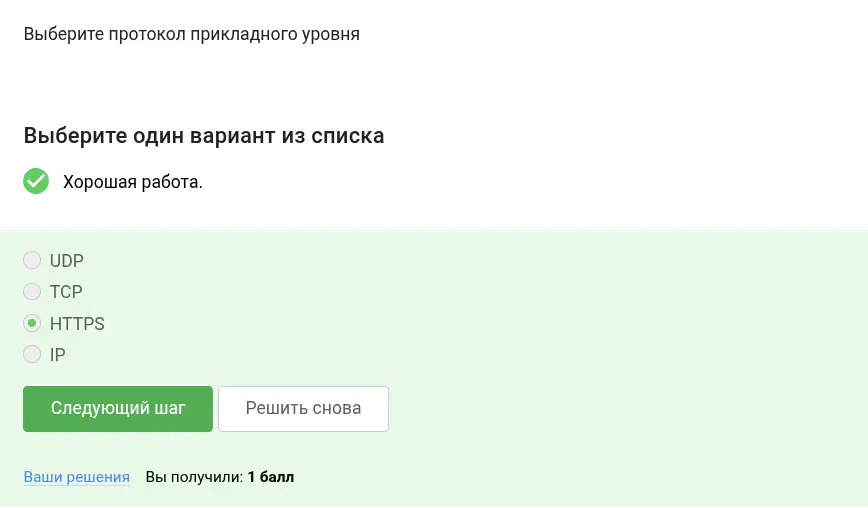 Выберите протокол прикладного уровня
Выберите один вариант из списка
Хорошая работа.
UDP
TCP
HTTPS
IP
Следующий шаг Решить снова
Ваши решения Вы получили: 1 балл